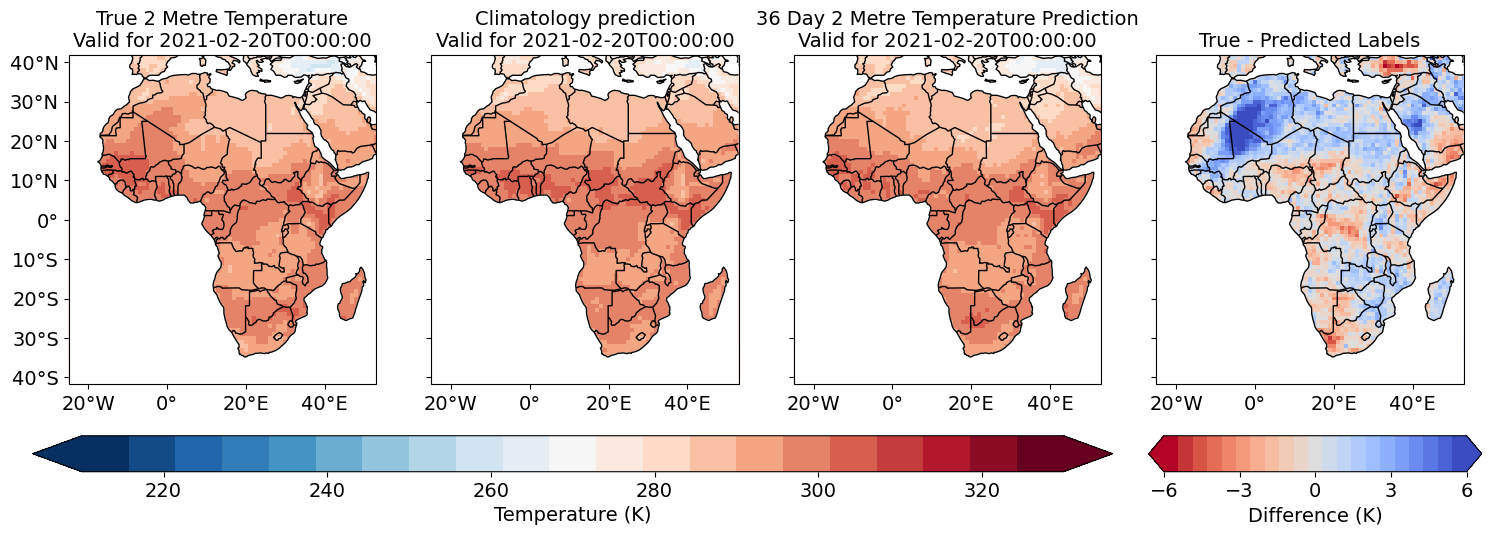 True 2 Metre Temperature
Valid for 2021-02-20T00:00:00
Climatology prediction
Valid for 2021-02-20T00:00:00
36 Day 2 Metre Temperature Prediction
Valid for 2021-02-20T00:00:00
True - Predicted Labels
40°N
30°N
20°N
10°N
0°
10°S
20°S
30°S
40°S
20°W 0° 20°E 40°E
20°W 0° 20°E 40°E
20°W 0° 20°E 40°E
20°W 0° 20°E 40°E
220 240 260 280 300 320
Temperature (K)
−6 −3 0 3 6
Difference (K)